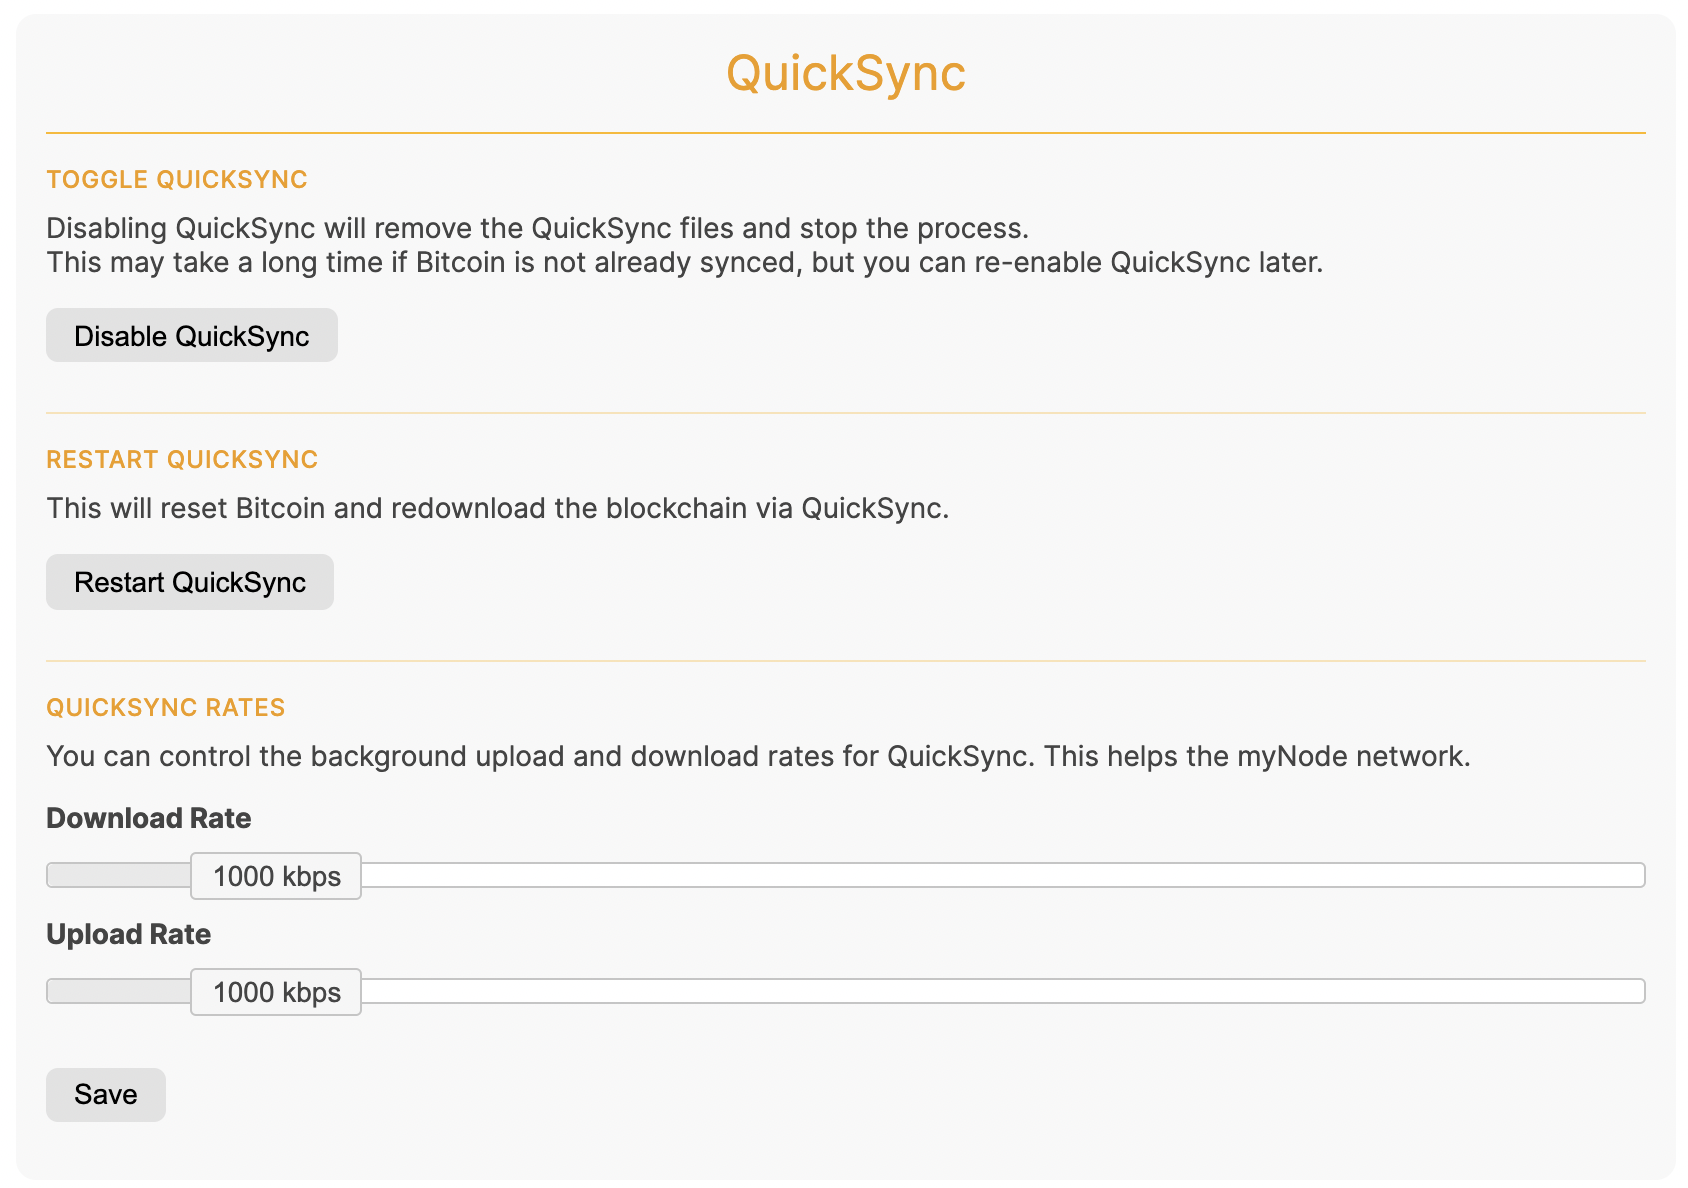 QuickSync
TOGGLE QUICKSYNC
Disabling QuickSync will remove the QuickSync files and stop the process.
This may take a long time if Bitcoin is not already synced, but you can re-enable QuickSync later.
Disable QuickSync
RESTART QUICKSYNC
This will reset Bitcoin and redownload the blockchain via QuickSync.
Restart QuickSync
QUICKSYNC RATES
You can control the background upload and download rates for QuickSync. This helps the myNode network.
Download Rate
1000 kbps
Upload Rate
1000 kbps
Save